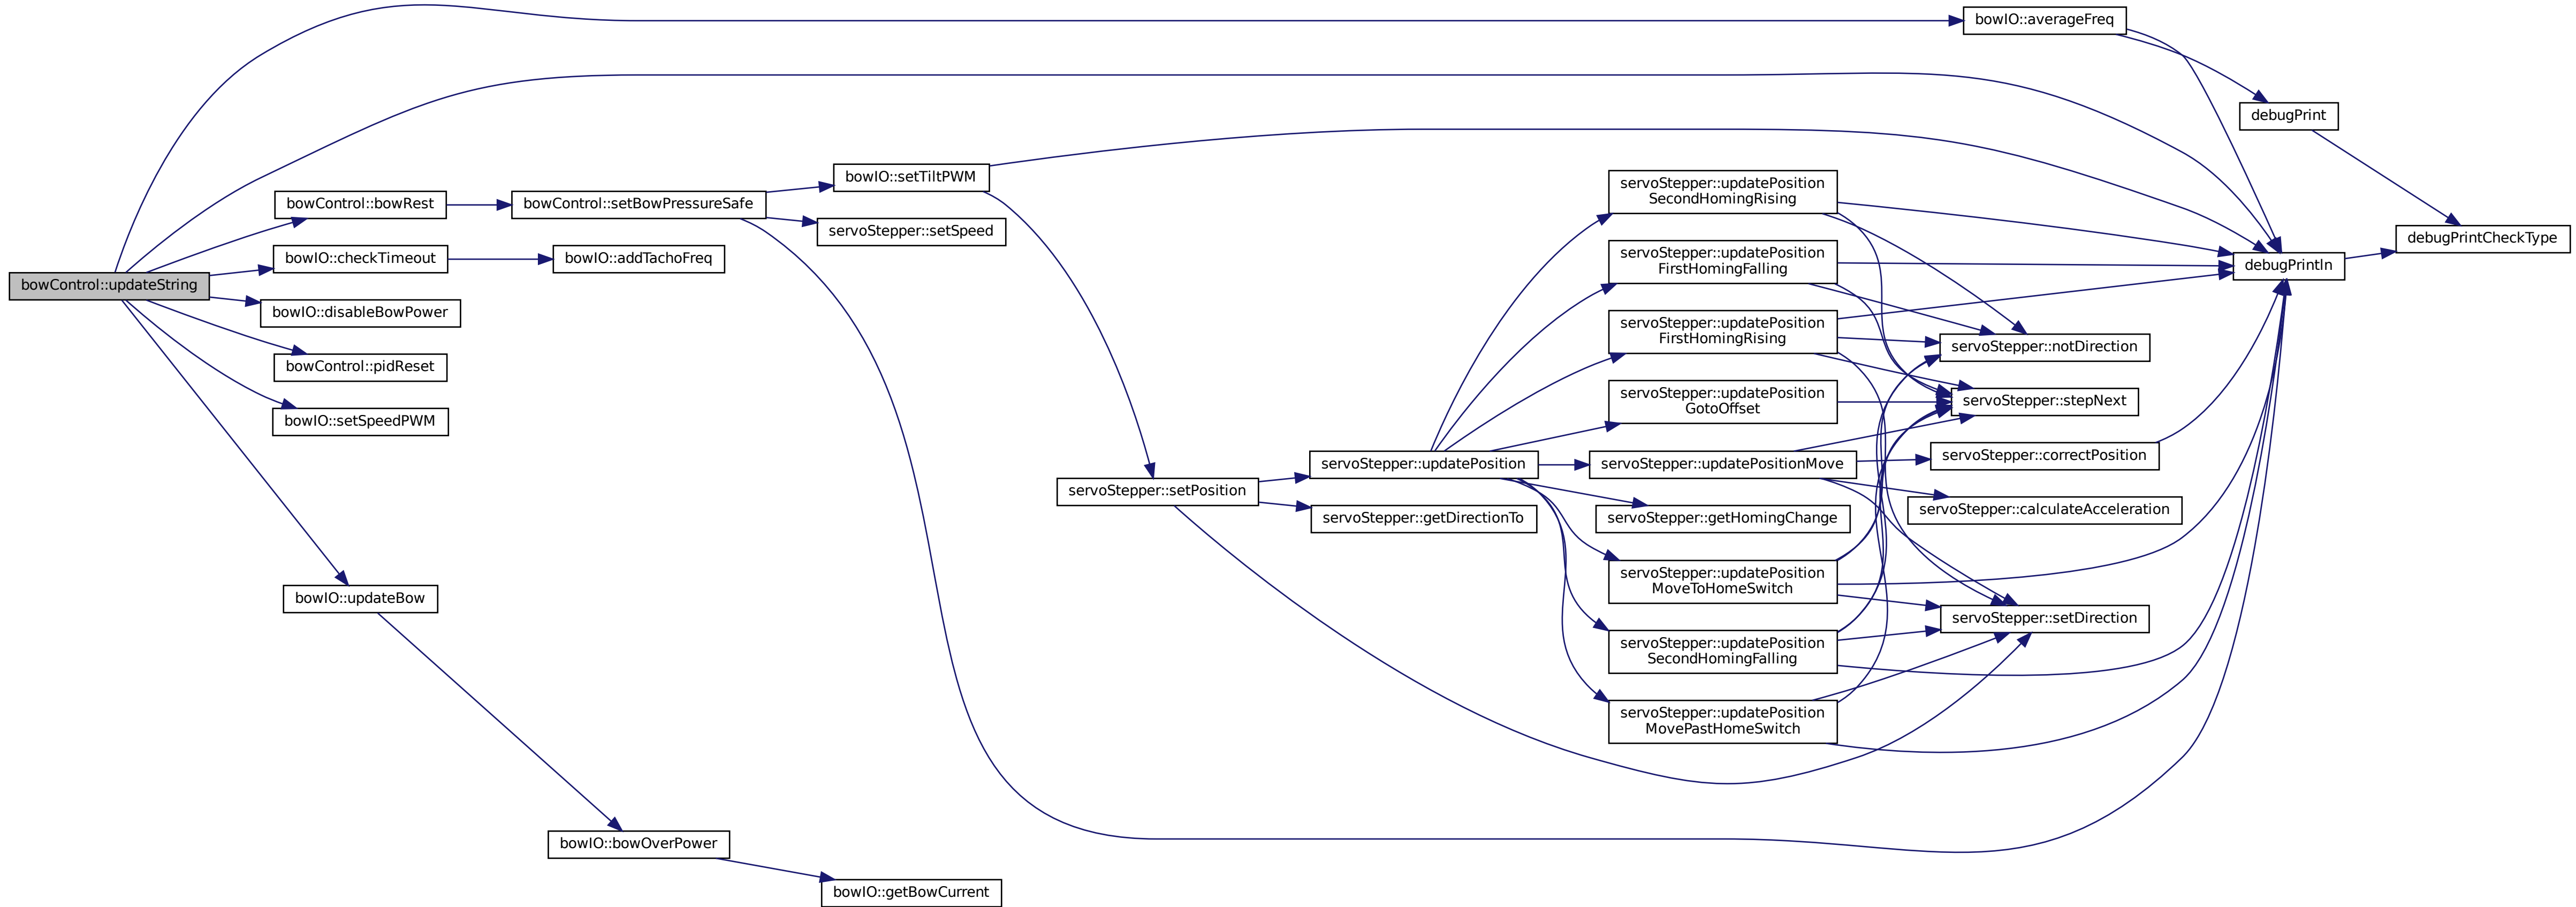 bowIO::averageFreq
debugPrint
bowIO::setTiltPWM
servoStepper::updatePosition
SecondHomingRising
bowControl::bowRest
bowControl::setBowPressureSafe
servoStepper::setSpeed
debugPrintCheckType
bowIO::checkTimeout
bowIO::addTachoFreq
servoStepper::updatePosition
FirstHomingFalling
debugPrintln
bowControl::updateString
bowIO::disableBowPower
servoStepper::updatePosition
FirstHomingRising
servoStepper::notDirection
bowControl::pidReset
servoStepper::updatePosition
GotoOffset
servoStepper::stepNext
bowIO::setSpeedPWM
servoStepper::updatePosition
servoStepper::updatePositionMove
servoStepper::correctPosition
servoStepper::setPosition
servoStepper::getDirectionTo
servoStepper::getHomingChange
servoStepper::calculateAcceleration
servoStepper::updatePosition
MoveToHomeSwitch
bowIO::updateBow
servoStepper::setDirection
servoStepper::updatePosition
SecondHomingFalling
servoStepper::updatePosition
MovePastHomeSwitch
bowIO::bowOverPower
bowIO::getBowCurrent